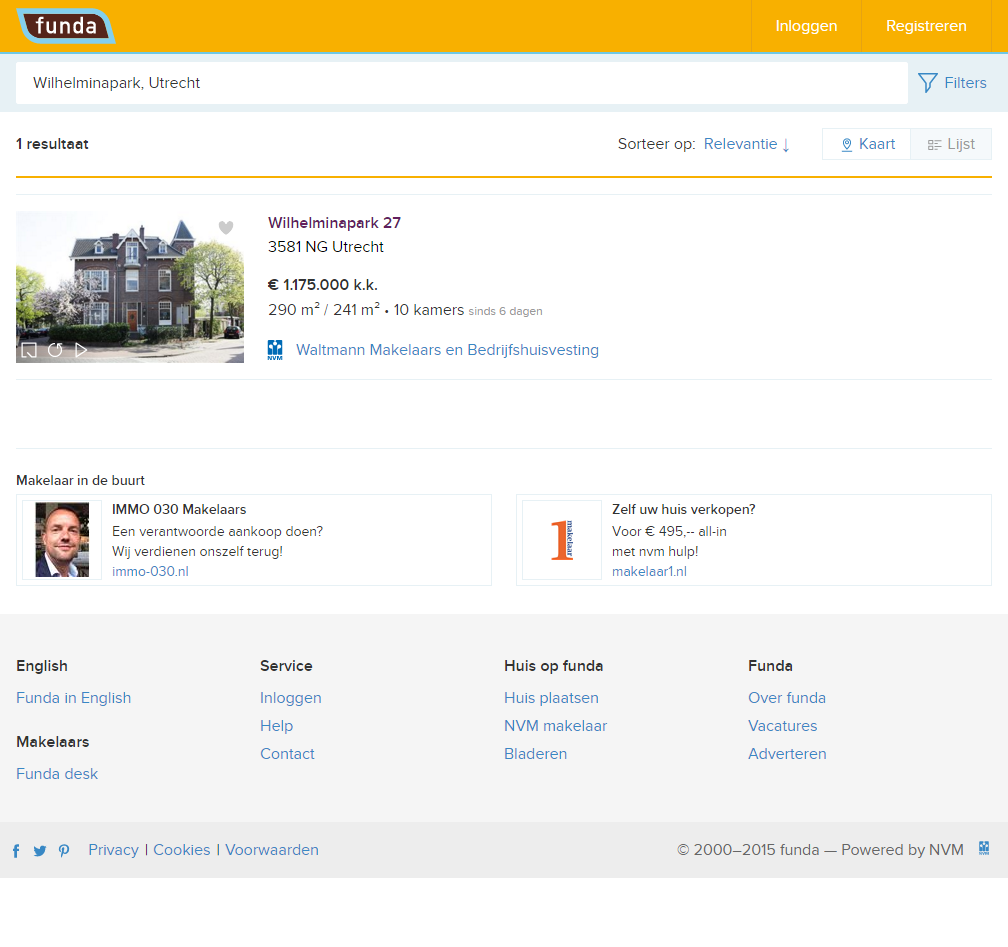 funda
Inloggen
Registreren
Wilhelminapark, Utrecht
Filters
1 resultaat
Sorteer op: Relevantie ↓
Kaart
Lijst
Wilhelminapark 27
3581 NG Utrecht
€ 1.175.000 k.k.
290 m² / 241 m² • 10 kamers sinds 6 dagen
NVM
Waltmann Makelaars en Bedrijfshuisvesting
Makelaar in de buurt
IMMO 030 Makelaars
Een verantwoorde aankoop doen?
Wij verdienen onszelf terug!
immo-030.nl
1 makelaar
Zelf uw huis verkopen?
Voor € 495,-- all-in
met nvm hulp!
makelaar1.nl
English
Funda in English
Makelaars
Funda desk
Service
Inloggen
Help
Contact
Huis op funda
Huis plaatsen
NVM makelaar
Bladeren
Funda
Over funda
Vacatures
Adverteren
Privacy | Cookies | Voorwaarden
© 2000–2015 funda — Powered by NVM
NVM